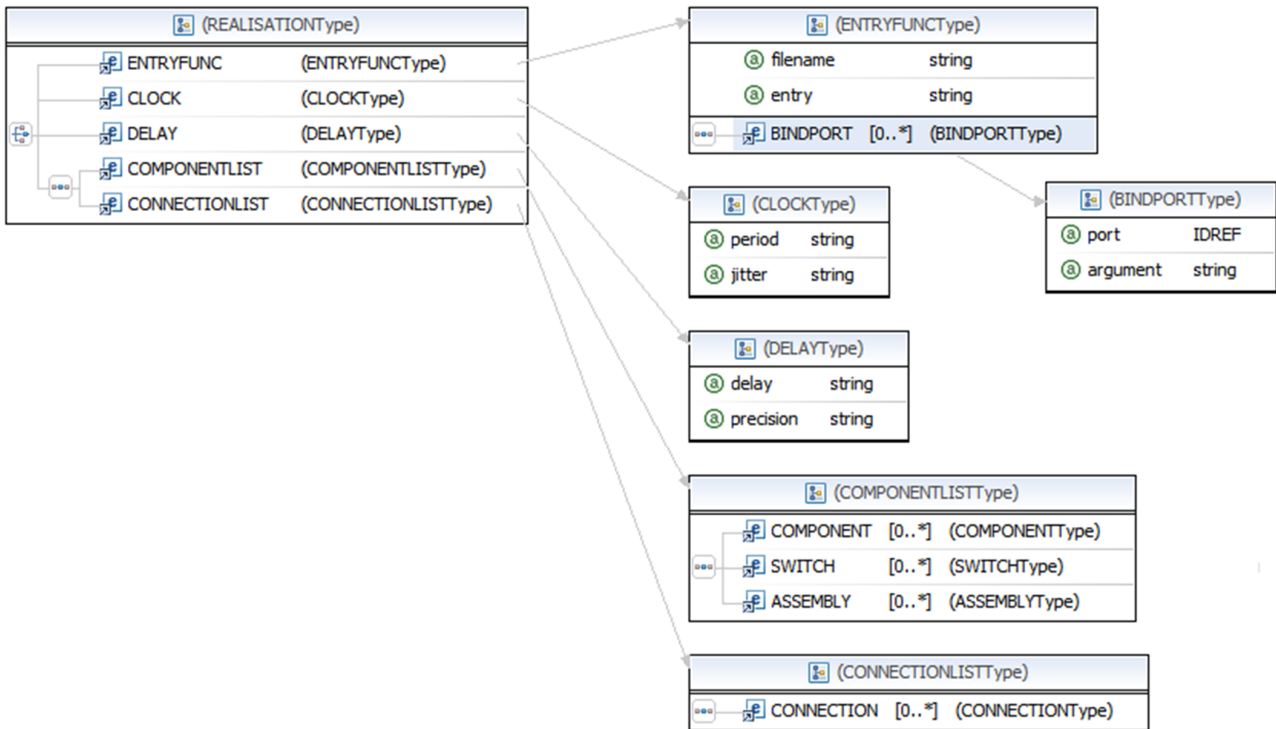 (REALISATIONType)
ENTRYFUNC (ENTRYFUNCType)
CLOCK (CLOCKType)
DELAY (DELAYType)
COMPONENTLIST (COMPONENTLISTType)
CONNECTIONLIST (CONNECTIONLISTType)
(ENTRYFUNCType)
a filename string
a entry string
BINDPORT [0..*] (BINDPORTType)
(CLOCKType)
a period string
a jitter string
(BINDPORTType)
a port IDREF
a argument string
(DELAYType)
a delay string
a precision string
(COMPONENTLISTType)
COMPONENT [0..*] (COMPONENTType)
SWITCH [0..*] (SWITCHType)
ASSEMBLY [0..*] (ASSEMBLYType)
(CONNECTIONLISTType)
CONNECTION [0..*] (CONNECTIONType)